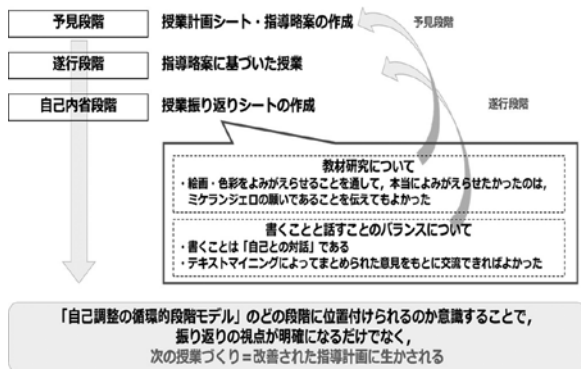 予見段階 授業計画シート・指導略案の作成 予見段階
遂行段階 指導略案に基づいた授業
自己内省段階 授業振り返りシートの作成 遂行段階
教材研究について
・絵画・色彩をよみがえらせることを通して，本当によみがえらせたかったのは，
ミケランジェロの願いであることを伝えてもよかった
書くことと話すことのバランスについて
・書くことは「自己との対話」である
・テキストマイニングによってまとめられた意見をもとに交流できればよかった
「自己調整の循環的段階モデル」のどの段階に位置付けられるのか意識することで，
振り返りの視点が明確になるだけでなく，
次の授業づくり＝改善された指導計画に生かされる